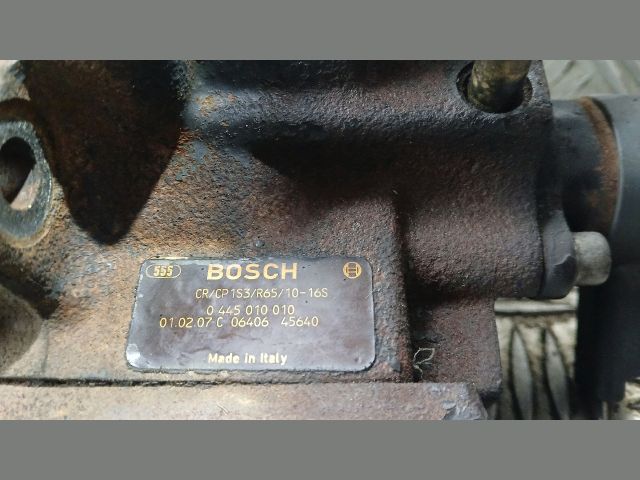 555 BOSCH
CR/CP1S3/R65/10-16S
0 445 010 010
01.02.07 C 06406 45640
Made in Italy